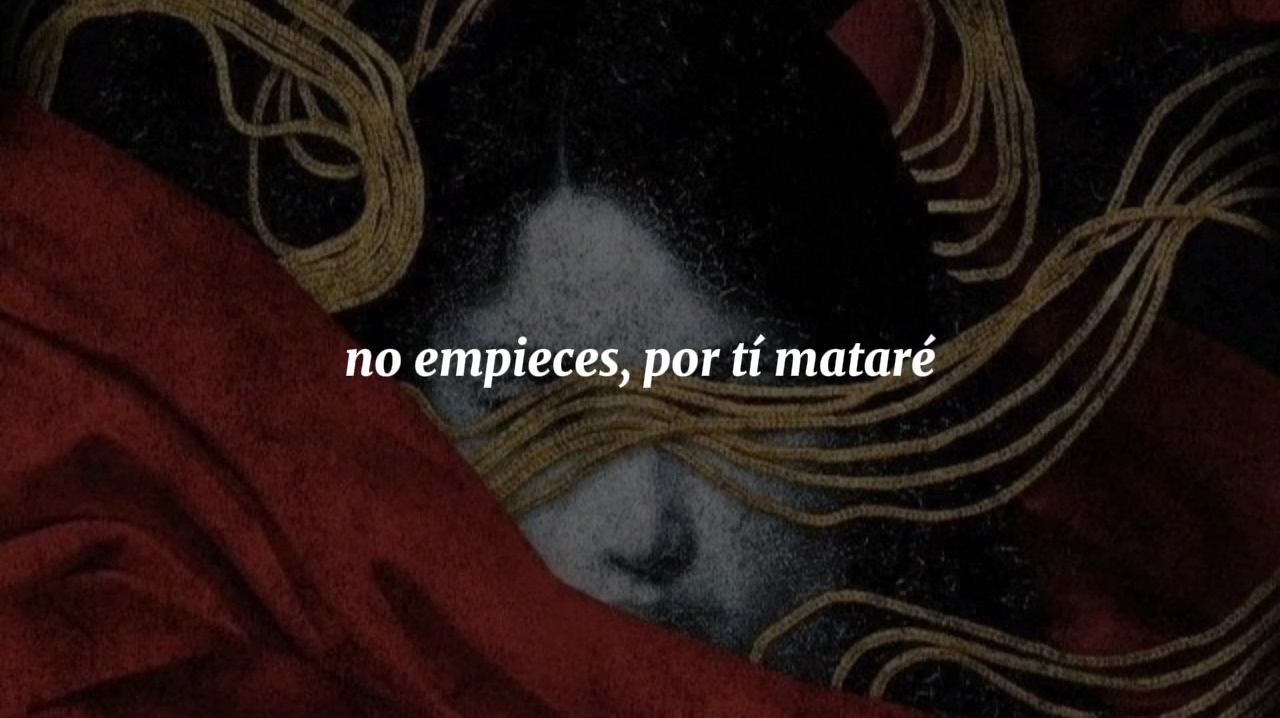 no empieces, por tí mataré